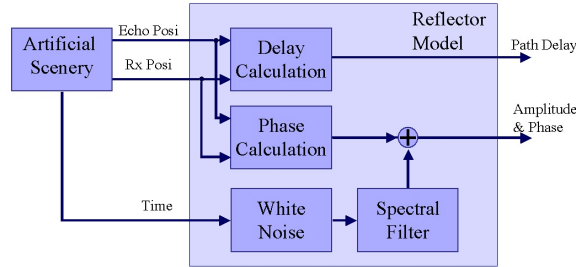 Artificial
Scenery
Echo Posi
Rx Posi
Time
Reflector
Model
Delay
Calculation
Phase
Calculation
White
Noise
Spectral
Filter
+
Path Delay
Amplitude
& Phase